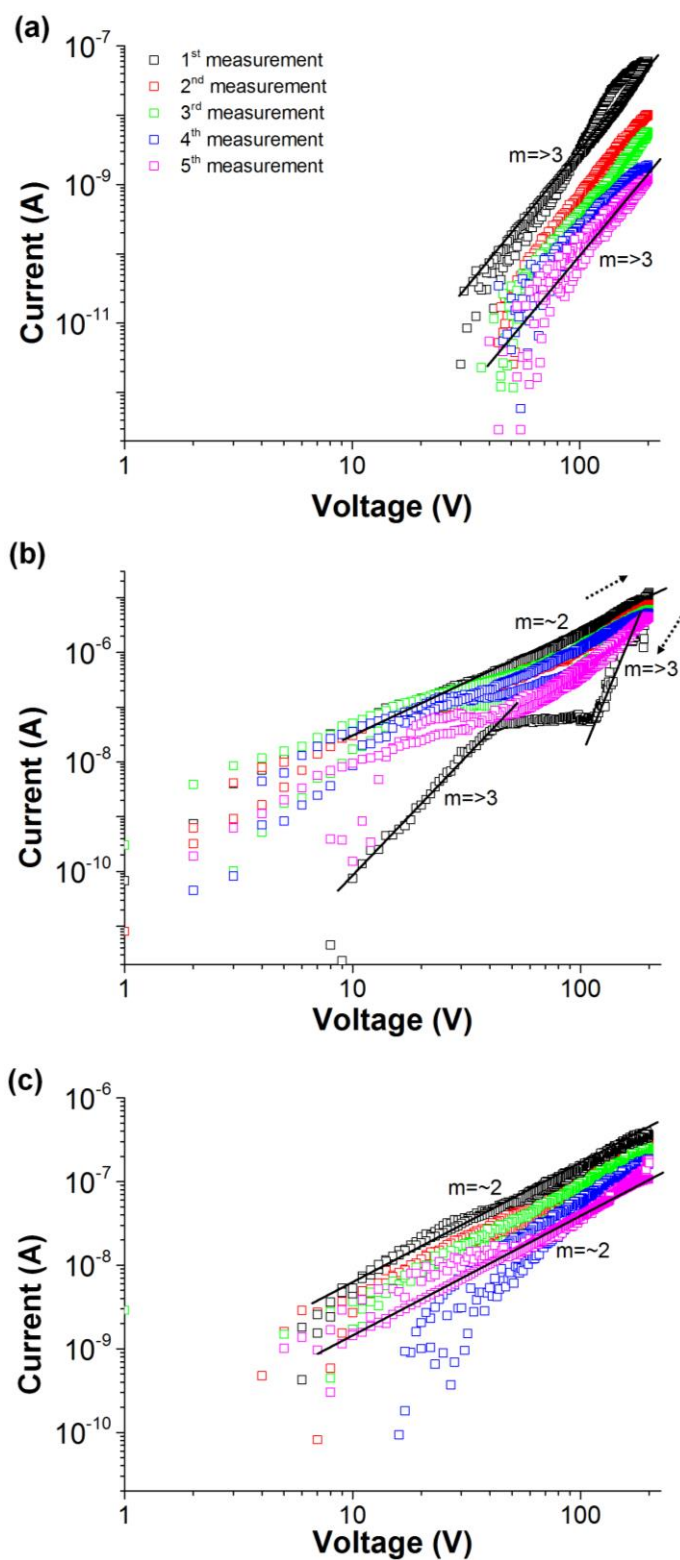 (a)
10⁻⁷
10⁻⁹
10⁻¹¹
Current (A)
1ˢᵗ measurement
2ⁿᵈ measurement
3ʳᵈ measurement
4ᵗʰ measurement
5ᵗʰ measurement
m=>3
m=>3
1 10 100
Voltage (V)
(b)
10⁻⁶
10⁻⁸
10⁻¹⁰
Current (A)
m=~2
m=>3
m=>3
1 10 100
Voltage (V)
(c)
10⁻⁶
10⁻⁷
10⁻⁸
10⁻⁹
10⁻¹⁰
Current (A)
m=~2
m=~2
1 10 100
Voltage (V)